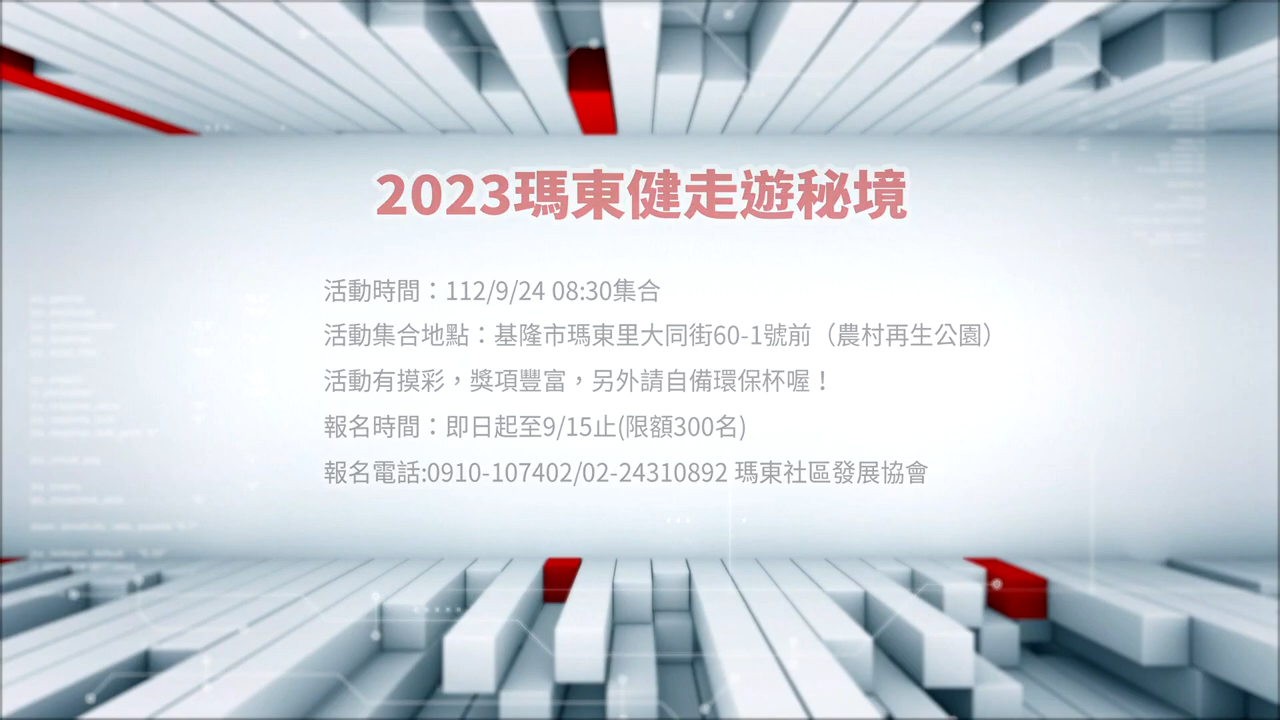 2023瑪東健走遊秘境
活動時間：112/9/24 08:30集合
活動集合地點：基隆市瑪東里大同街60-1號前（農村再生公園）
活動有摸彩，獎項豐富，另外請自備環保杯喔！
報名時間：即日起至9/15止(限額300名)
報名電話:0910-107402/02-24310892 瑪東社區發展協會